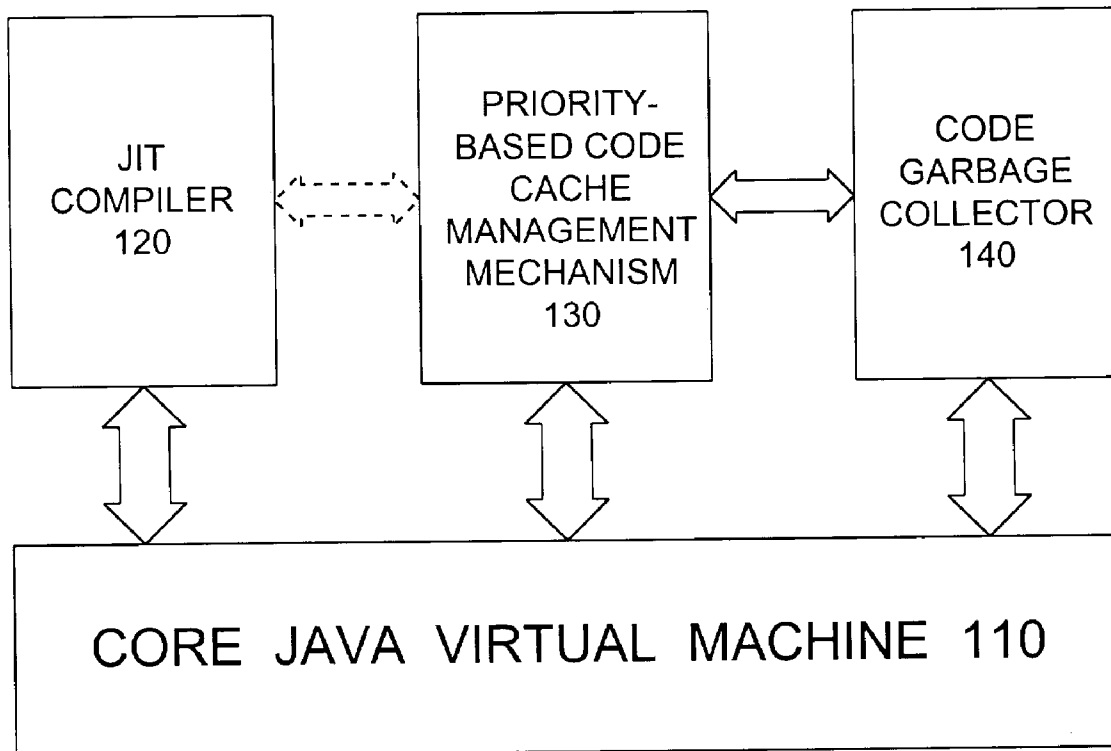 JIT
COMPILER
120
PRIORITY-
BASED CODE
CACHE
MANAGEMENT
MECHANISM
130
CODE
GARBAGE
COLLECTOR
140
CORE JAVA VIRTUAL MACHINE 110